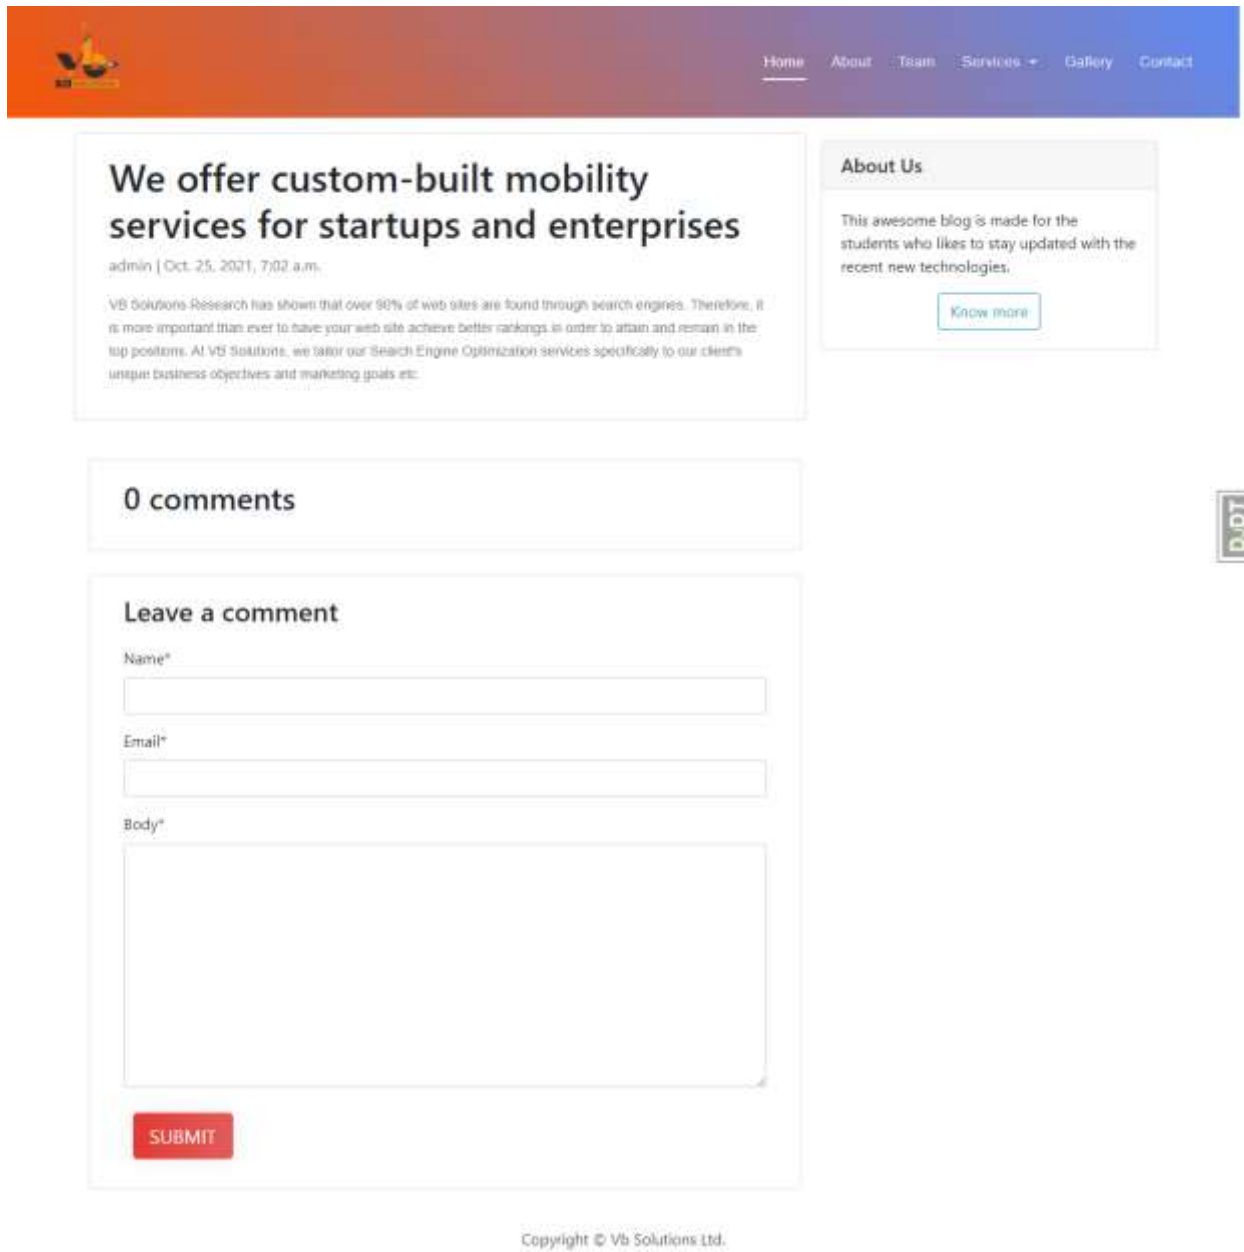 vb
Home About Team Services Gallery Contact
We offer custom-built mobility
services for startups and enterprises
admin | Oct. 25, 2021, 7:02 a.m.
VB Solutions Research has shown that over 90% of web sites are found through search engines. Therefore, it
is more important than ever to have your web site achieve better rankings in order to attain and remain in the
top positions. At VB Solutions, we tailor our Search Engine Optimization services specifically to our client's
unique business objectives and marketing goals etc
About Us
This awesome blog is made for the
students who likes to stay updated with the
recent new technologies.
Know more
0 comments
DJDT
Leave a comment
Name*
Email*
Body*
SUBMIT
Copyright © Vb Solutions Ltd.